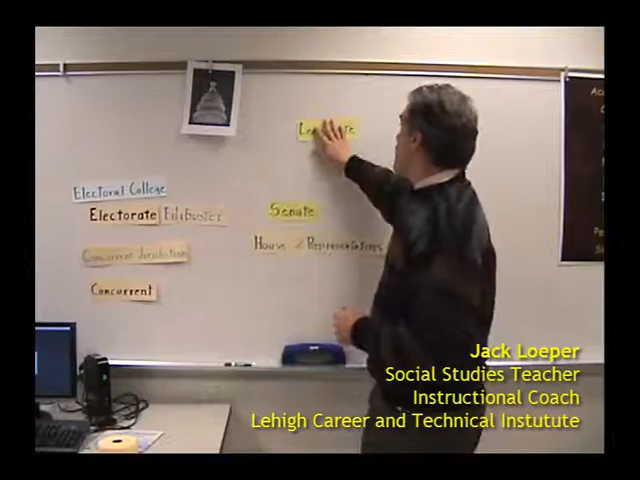 Electoral College
Electorate Filibuster
Concurrent Jurisdiction
Concurrent
Senate
House of Representatives
Jack Loeper
Social Studies Teacher
Instructional Coach
Lehigh Career and Technical Instutute